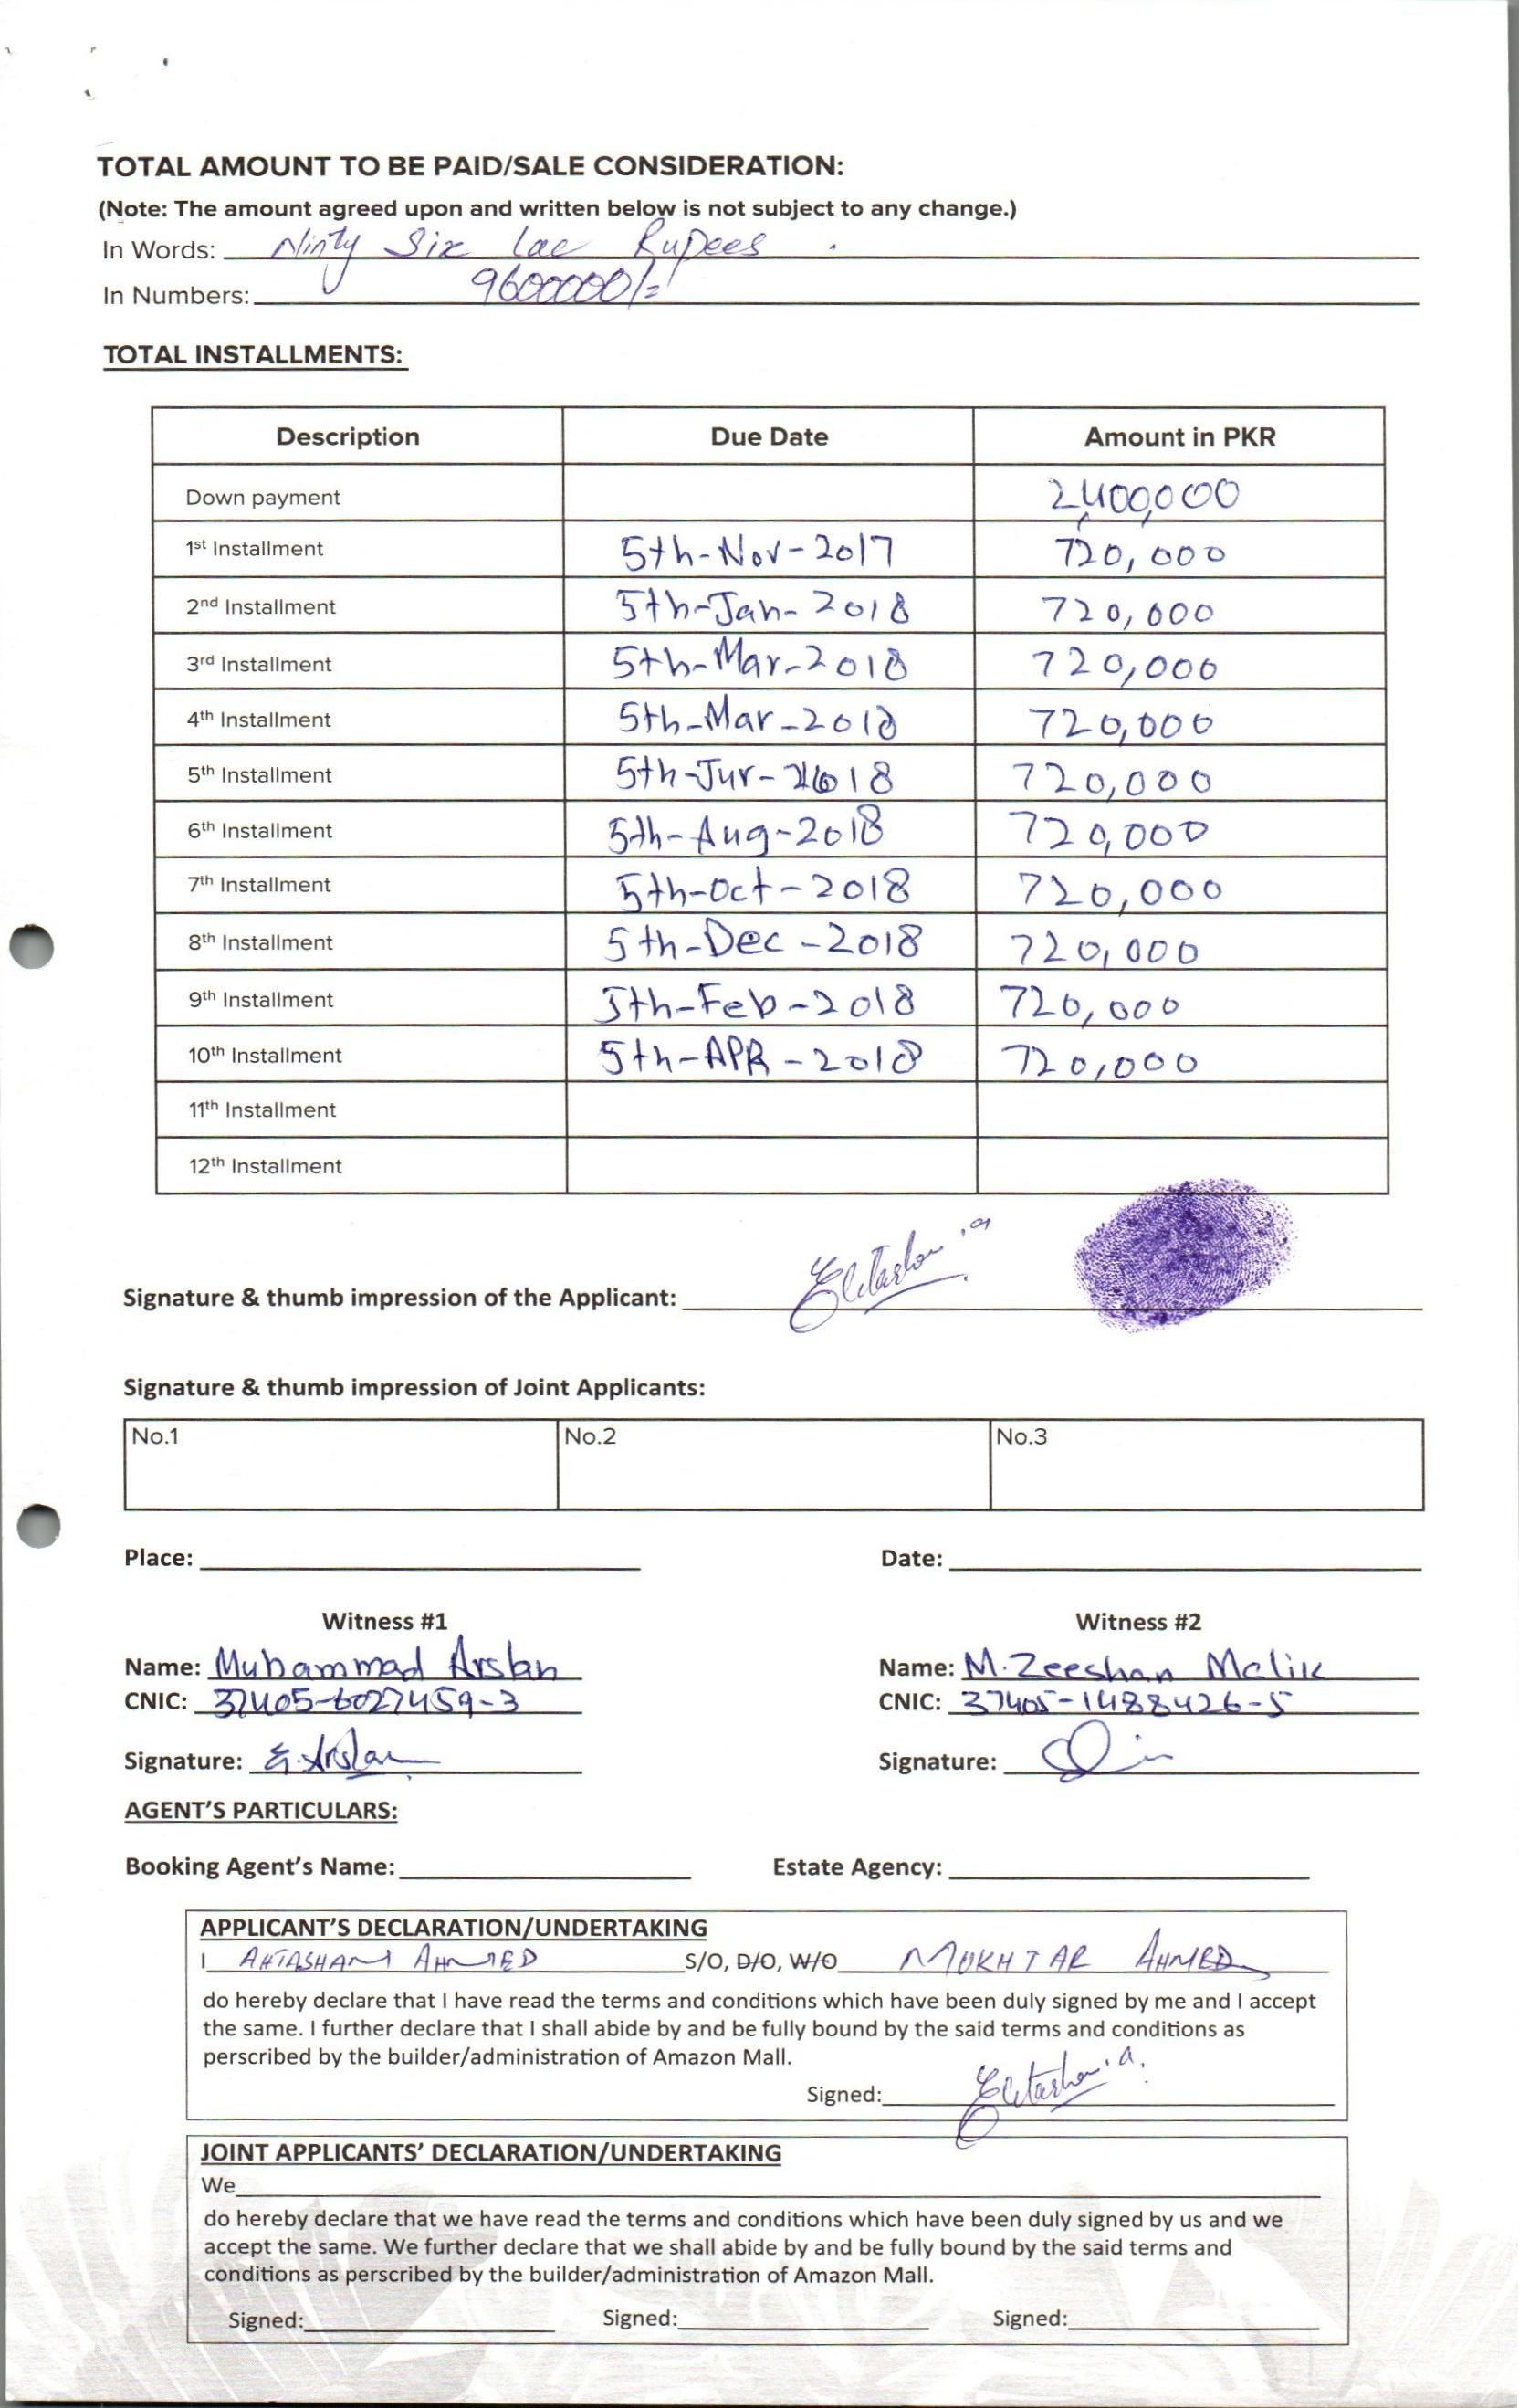 TOTAL AMOUNT TO BE PAID/SALE CONSIDERATION:
(Note: The amount agreed upon and written below is not subject to any change.)
In Words: Ninty Six lac Rupees .
In Numbers: 9600000/=
TOTAL INSTALLMENTS:
Description Due Date Amount in PKR
Down payment 2,400,000
1st Installment 5th-Nov-2017 720,000
2nd Installment 5th-Jan-2018 720,000
3rd Installment 5th-Mar-2018 720,000
4th Installment 5th-Mar-2018 720,000
5th Installment 5th-Jur-2018 720,000
6th Installment 5th-Aug-2018 720,000
7th Installment 5th-Oct-2018 720,000
8th Installment 5th-Dec-2018 720,000
9th Installment 5th-Feb-2018 720,000
10th Installment 5th-APR-2018 720,000
11th Installment
12th Installment
Signature & thumb impression of the Applicant:
Signature & thumb impression of Joint Applicants:
No.1 No.2 No.3
Place: Date:
Witness #1 Witness #2
Name: Muhammad Arslan Name: M.Zeeshan Malik
CNIC: 37405-6027459-3 CNIC: 37405-1488426-5
Signature: Signature:
AGENT'S PARTICULARS:
Booking Agent's Name: Estate Agency:
APPLICANT'S DECLARATION/UNDERTAKING
I AHTASHAM AHMED S/O, D/O, W/O MUKHTAR AHMED
do hereby declare that I have read the terms and conditions which have been duly signed by me and I accept
the same. I further declare that I shall abide by and be fully bound by the said terms and conditions as
perscribed by the builder/administration of Amazon Mall.
Signed:
JOINT APPLICANTS' DECLARATION/UNDERTAKING
We
do hereby declare that we have read the terms and conditions which have been duly signed by us and we
accept the same. We further declare that we shall abide by and be fully bound by the said terms and
conditions as perscribed by the builder/administration of Amazon Mall.
Signed: Signed: Signed: